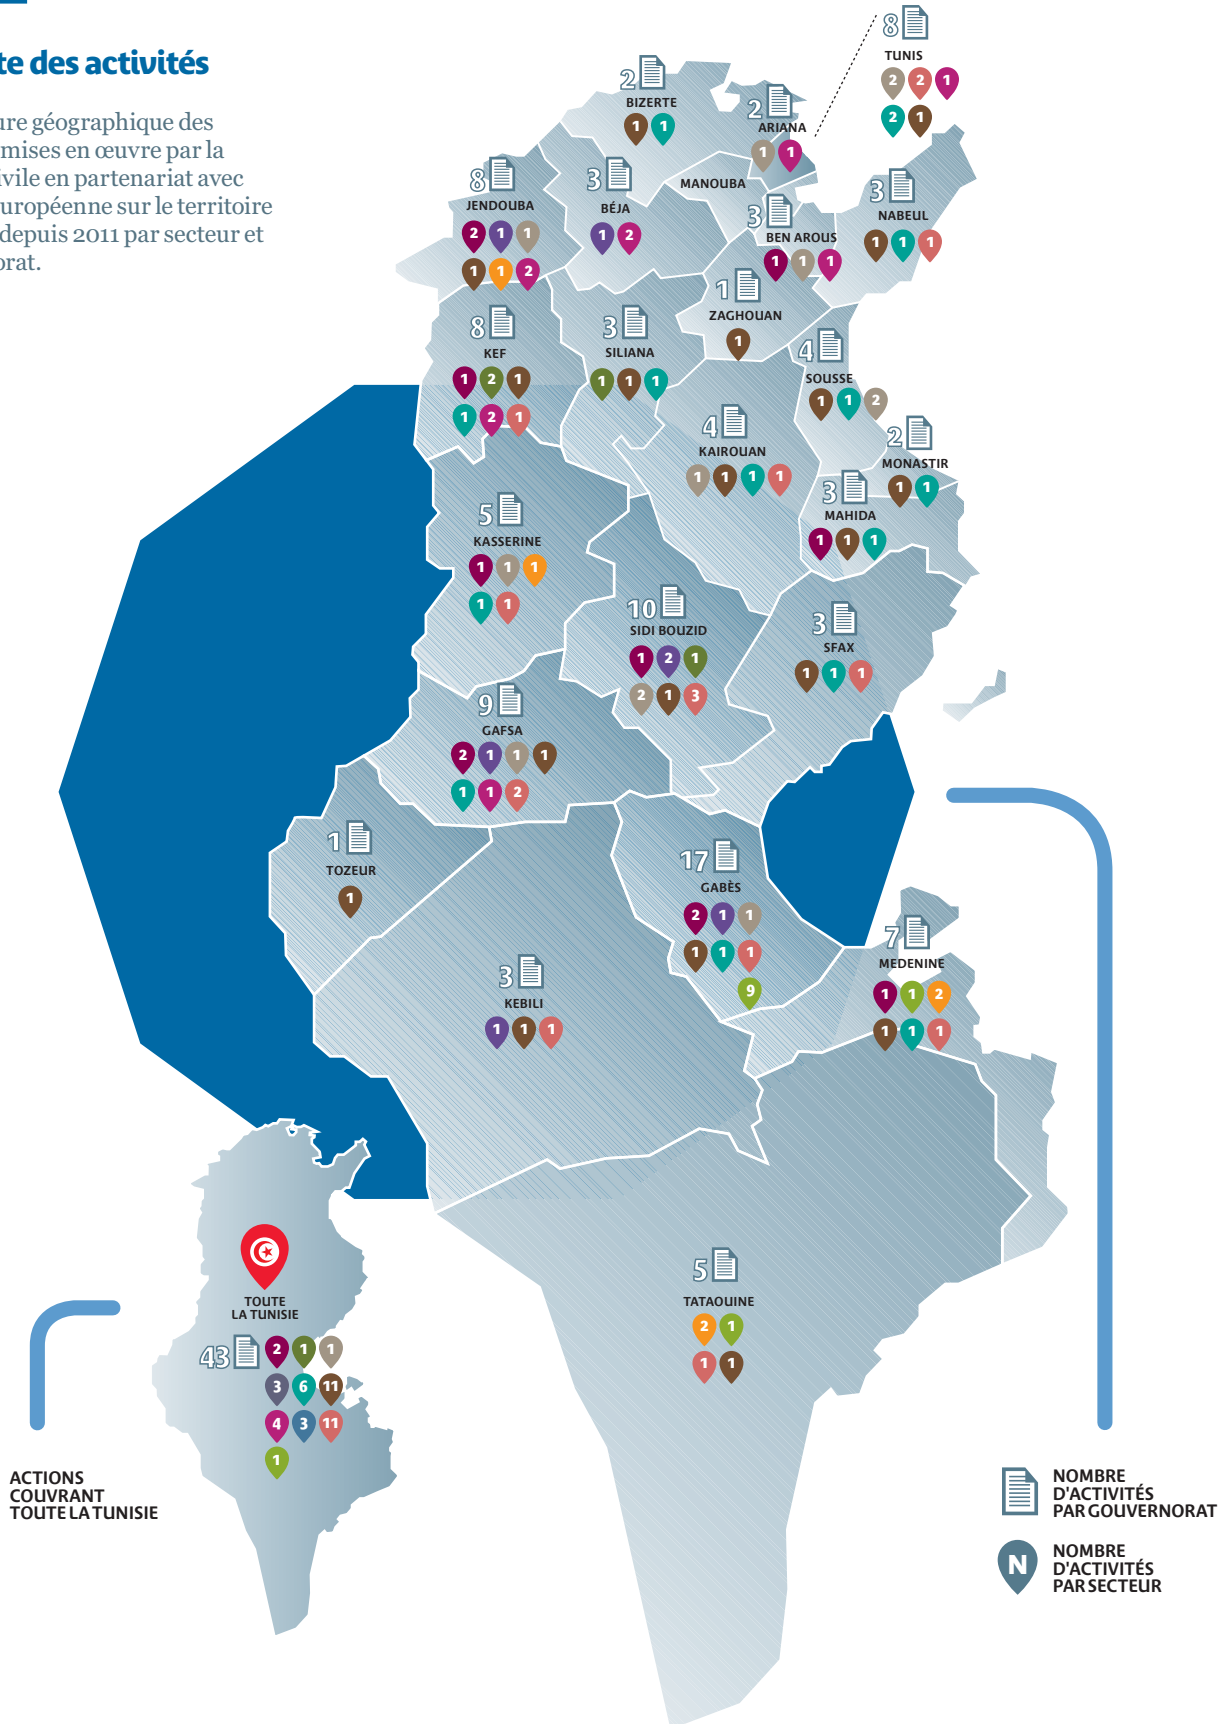 te des activités
ure géographique des
mises en œuvre par la
ivile en partenariat avec
européenne sur le territoire
depuis 2011 par secteur et
orat.
8
TUNIS
2 2 1
2 1
2
BIZERTE
1 1
2
ARIANA
1 1
MANOUBA
8
JENDOUBA
2 1 1
1 1 2
3
BÉJA
1 2
3
BEN AROUS
1 1 1
3
NABEUL
1 1 1
1
ZAGHOUAN
1
8
KEF
1 2 1
1 2 1
3
SILIANA
1 1 1
4
SOUSSE
1 1 2
4
KAIROUAN
1 1 1 1
2
MONASTIR
1 1
3
MAHIDA
1 1 1
5
KASSERINE
1 1 1
1 1
10
SIDI BOUZID
1 2 1
2 1 3
3
SFAX
1 1 1
9
GAFSA
2 1 1 1
1 1 2
1
TOZEUR
1
17
GABÈS
2 1 1
1 1 1
9
7
MEDENINE
1 1 2
1 1 1
3
KEBILI
1 1 1
5
TATAOUINE
2 1
1 1
TOUTE
LA TUNISIE
43 2 1 1
3 6 11
4 3 11
1
ACTIONS
COUVRANT
TOUTE LA TUNISIE
NOMBRE
D'ACTIVITÉS
PAR GOUVERNORAT
N
NOMBRE
D'ACTIVITÉS
PAR SECTEUR